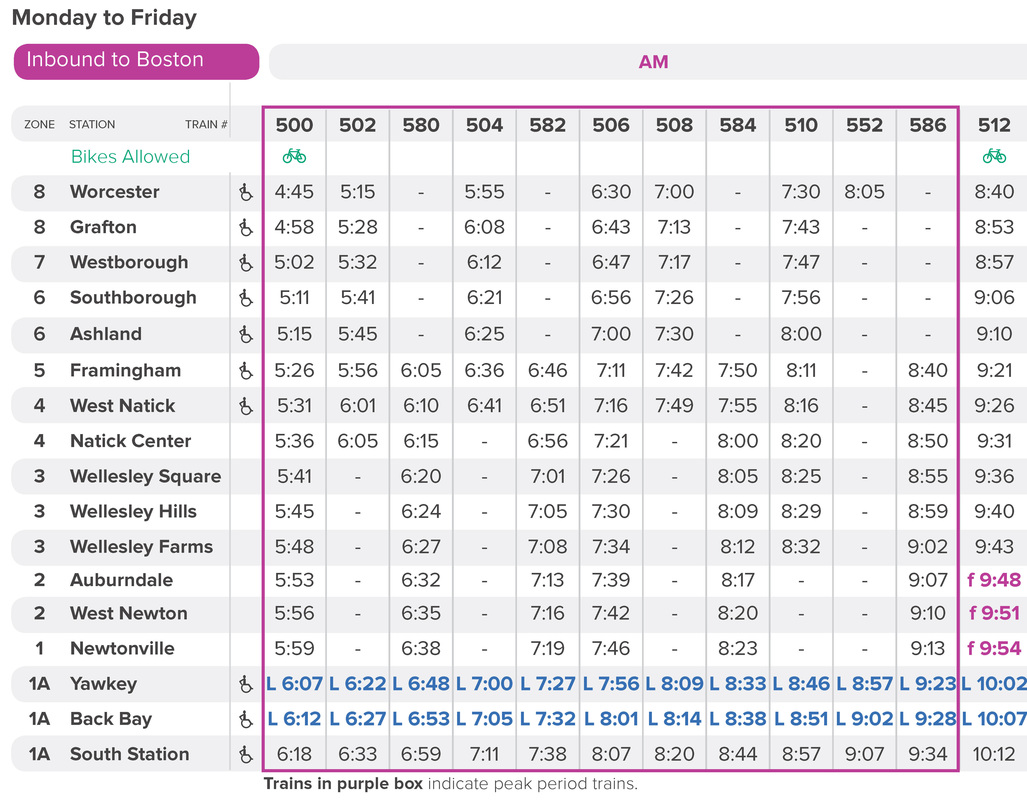 Monday to Friday
Inbound to Boston AM
ZONE STATION TRAIN # 500 502 580 504 582 506 508 584 510 552 586 512
Bikes Allowed
8 Worcester 4:45 5:15 - 5:55 - 6:30 7:00 - 7:30 8:05 - 8:40
8 Grafton 4:58 5:28 - 6:08 - 6:43 7:13 - 7:43 - - 8:53
7 Westborough 5:02 5:32 - 6:12 - 6:47 7:17 - 7:47 - - 8:57
6 Southborough 5:11 5:41 - 6:21 - 6:56 7:26 - 7:56 - - 9:06
6 Ashland 5:15 5:45 - 6:25 - 7:00 7:30 - 8:00 - - 9:10
5 Framingham 5:26 5:56 6:05 6:36 6:46 7:11 7:42 7:50 8:11 - 8:40 9:21
4 West Natick 5:31 6:01 6:10 6:41 6:51 7:16 7:49 7:55 8:16 - 8:45 9:26
4 Natick Center 5:36 6:05 6:15 - 6:56 7:21 - 8:00 8:20 - 8:50 9:31
3 Wellesley Square 5:41 - 6:20 - 7:01 7:26 - 8:05 8:25 - 8:55 9:36
3 Wellesley Hills 5:45 - 6:24 - 7:05 7:30 - 8:09 8:29 - 8:59 9:40
3 Wellesley Farms 5:48 - 6:27 - 7:08 7:34 - 8:12 8:32 - 9:02 9:43
2 Auburndale 5:53 - 6:32 - 7:13 7:39 - 8:17 - - 9:07 f 9:48
2 West Newton 5:56 - 6:35 - 7:16 7:42 - 8:20 - - 9:10 f 9:51
1 Newtonville 5:59 - 6:38 - 7:19 7:46 - 8:23 - - 9:13 f 9:54
1A Yawkey L 6:07 L 6:22 L 6:48 L 7:00 L 7:27 L 7:56 L 8:09 L 8:33 L 8:46 L 8:57 L 9:23 L 10:02
1A Back Bay L 6:12 L 6:27 L 6:53 L 7:05 L 7:32 L 8:01 L 8:14 L 8:38 L 8:51 L 9:02 L 9:28 L 10:07
1A South Station 6:18 6:33 6:59 7:11 7:38 8:07 8:20 8:44 8:57 9:07 9:34 10:12
Trains in purple box indicate peak period trains.